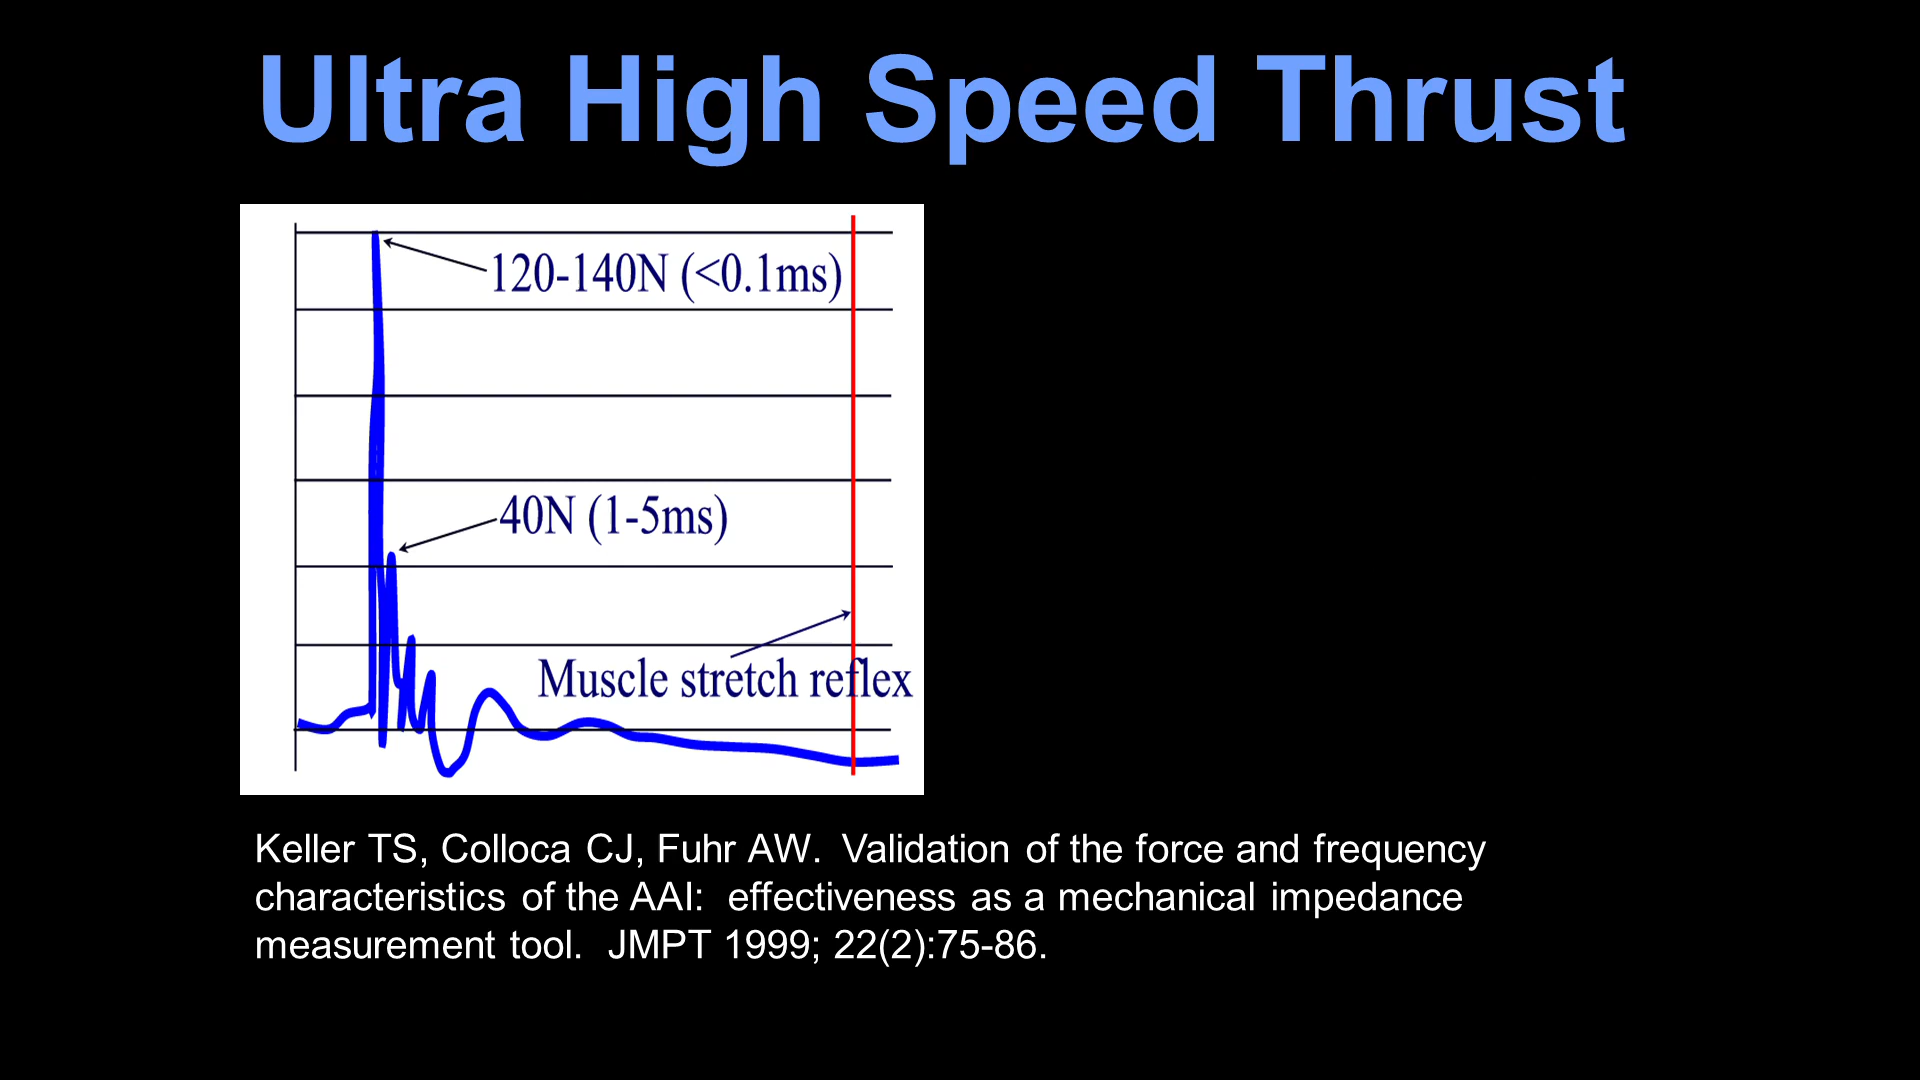 Ultra High Speed Thrust
120-140N (<0.1ms)
40N (1-5ms)
Muscle stretch reflex
Keller TS, Colloca CJ, Fuhr AW.  Validation of the force and frequency
characteristics of the AAI:  effectiveness as a mechanical impedance
measurement tool.  JMPT 1999; 22(2):75-86.